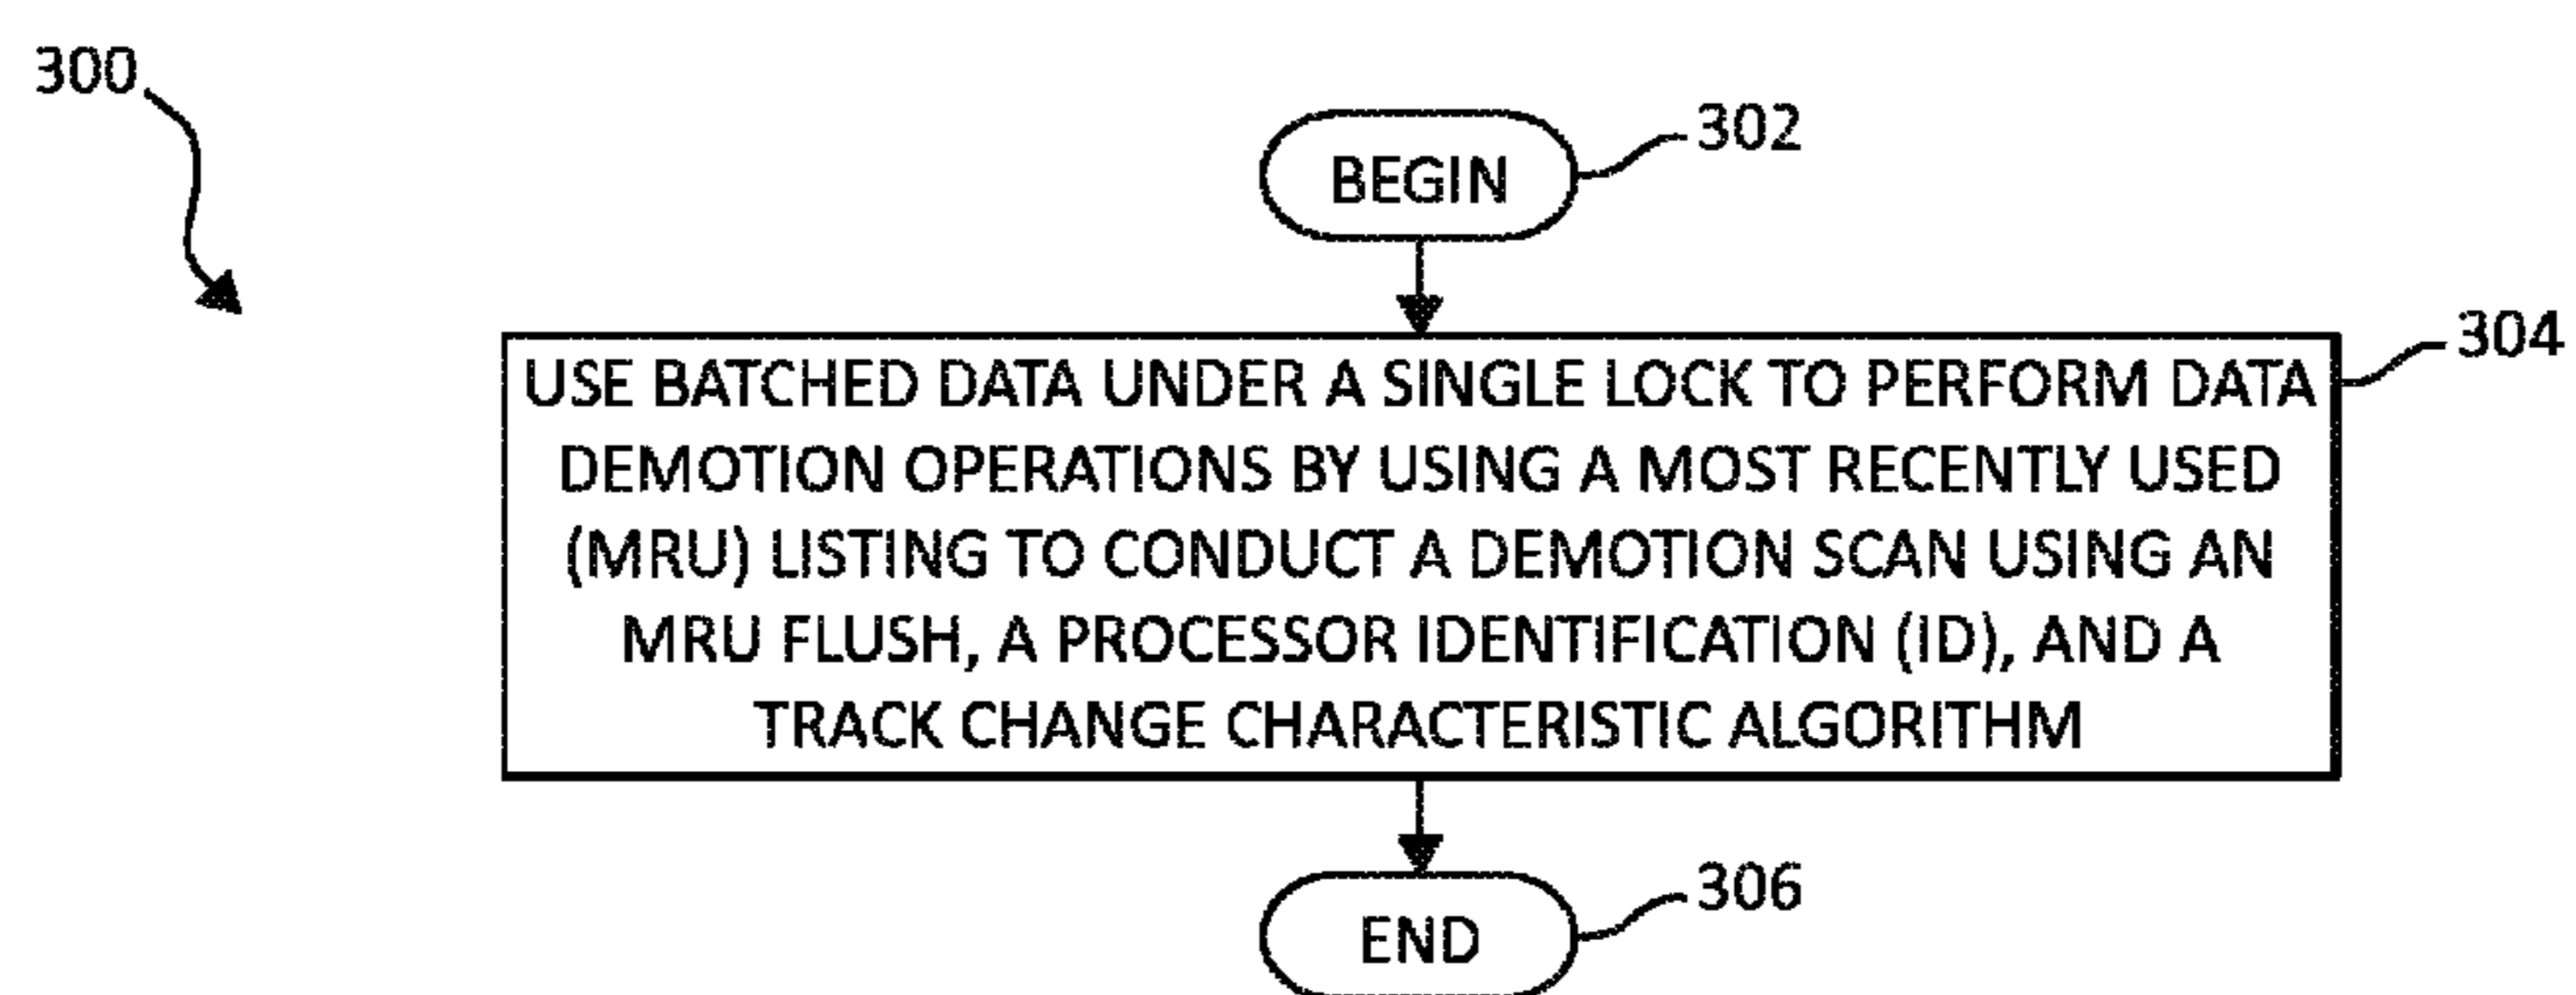 300
302
BEGIN
304
USE BATCHED DATA UNDER A SINGLE LOCK TO PERFORM DATA
DEMOTION OPERATIONS BY USING A MOST RECENTLY USED
(MRU) LISTING TO CONDUCT A DEMOTION SCAN USING AN
MRU FLUSH, A PROCESSOR IDENTIFICATION (ID), AND A
TRACK CHANGE CHARACTERISTIC ALGORITHM
306
END